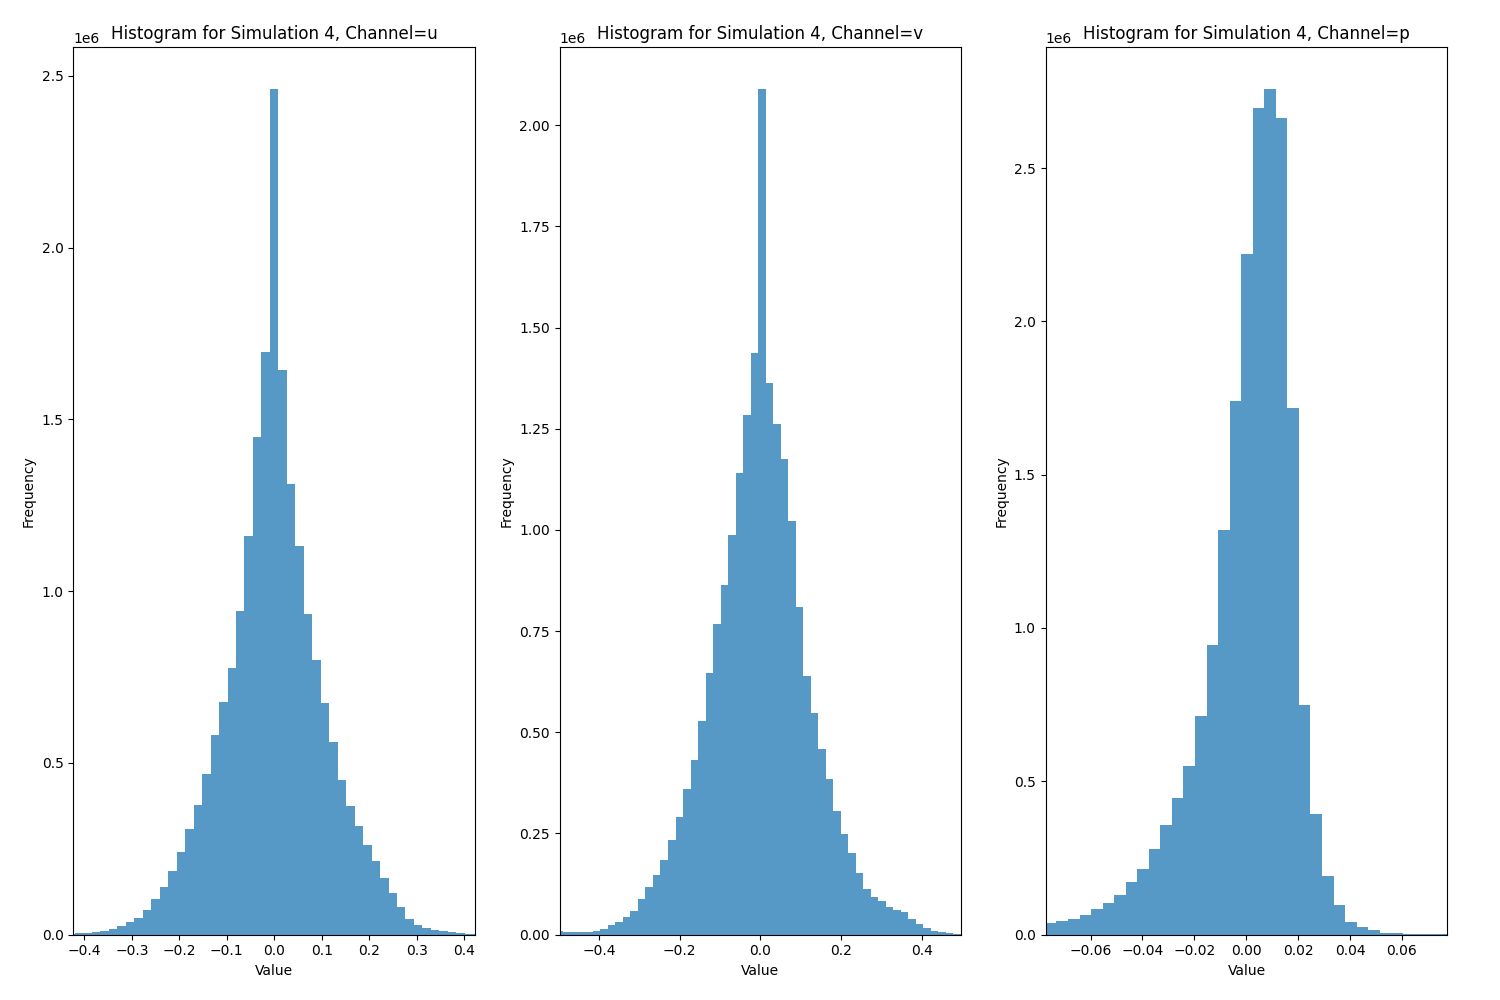 Histogram for Simulation 4, Channel=u
1e6
2.5
2.0
1.5
1.0
0.5
0.0
Frequency
−0.4 −0.3 −0.2 −0.1 0.0 0.1 0.2 0.3 0.4
Value
Histogram for Simulation 4, Channel=v
1e6
2.00
1.75
1.50
1.25
1.00
0.75
0.50
0.25
0.00
Frequency
−0.4 −0.2 0.0 0.2 0.4
Value
Histogram for Simulation 4, Channel=p
1e6
2.5
2.0
1.5
1.0
0.5
0.0
Frequency
−0.06 −0.04 −0.02 0.00 0.02 0.04 0.06
Value